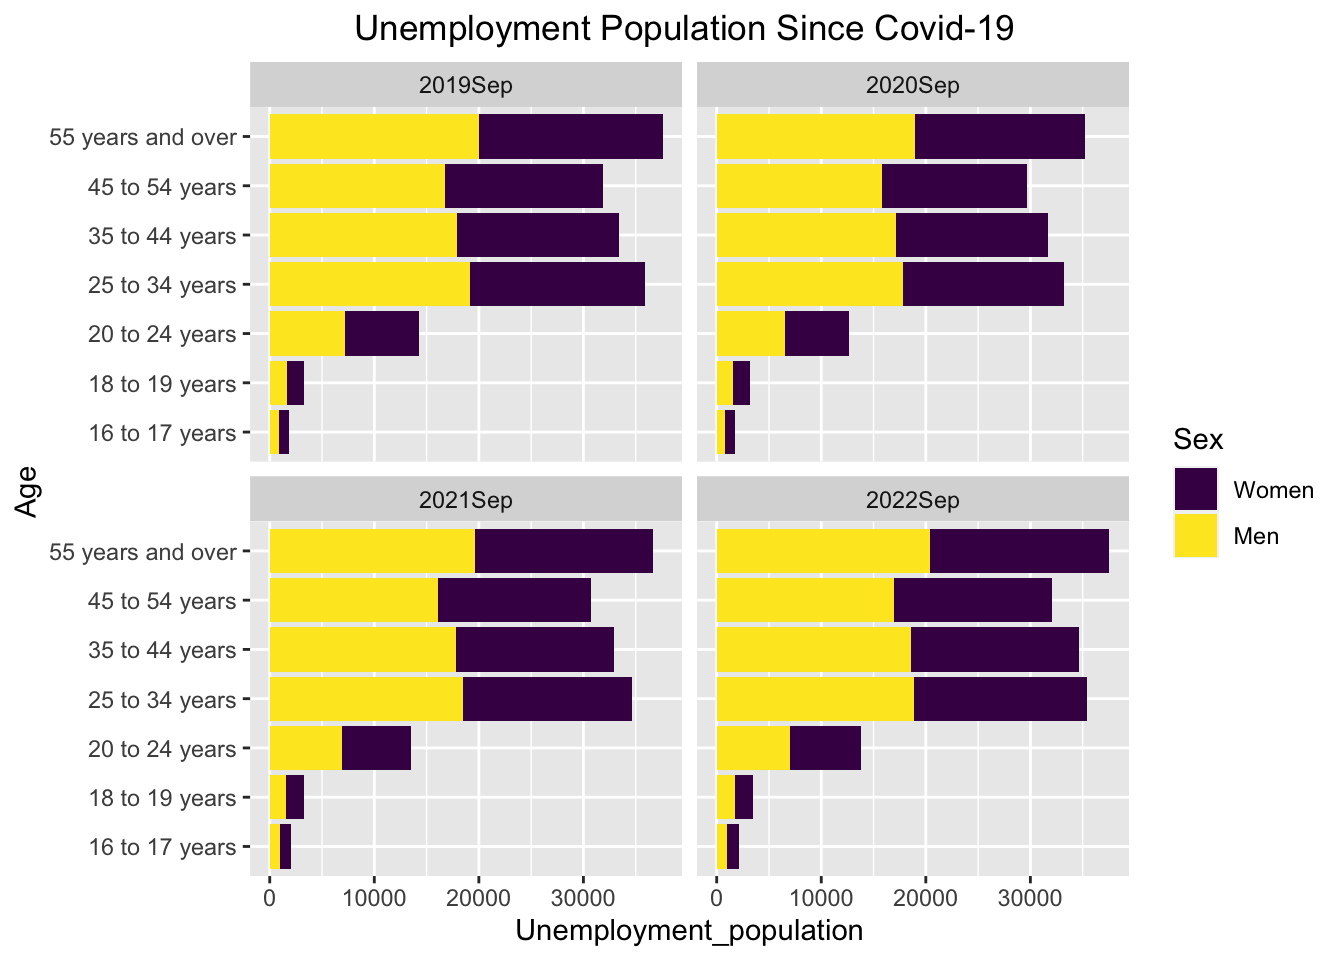 Unemployment Population Since Covid-19
2019Sep
2020Sep
55 years and over
45 to 54 years
35 to 44 years
25 to 34 years
20 to 24 years
18 to 19 years
16 to 17 years
Age
2021Sep
2022Sep
55 years and over
45 to 54 years
35 to 44 years
25 to 34 years
20 to 24 years
18 to 19 years
16 to 17 years
0 10000 20000 30000
0 10000 20000 30000
Unemployment_population
Sex
Women
Men